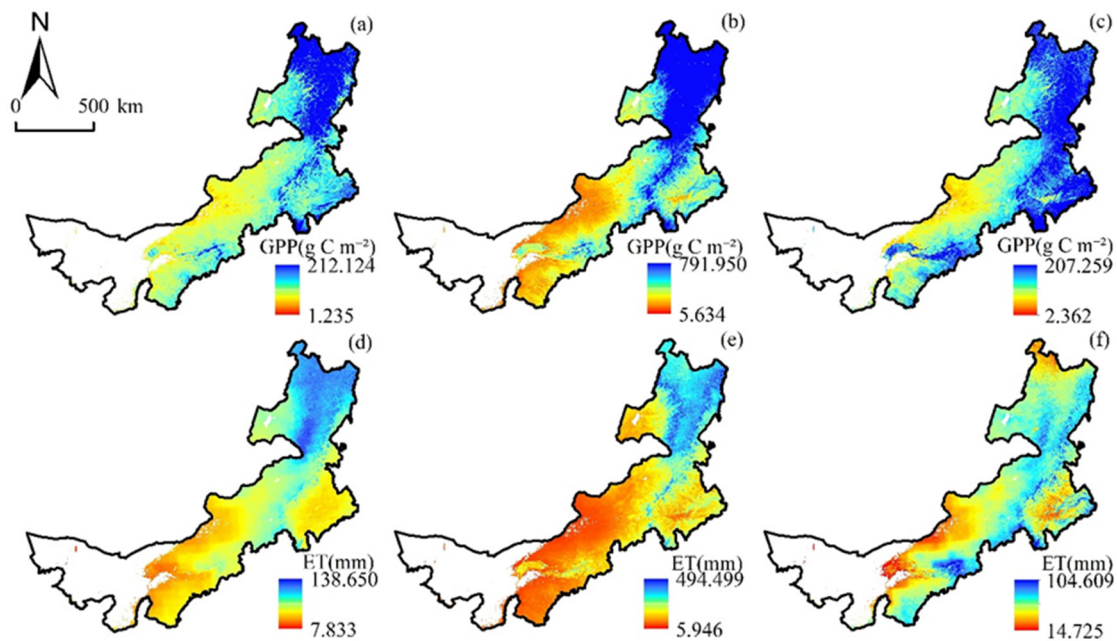 N
0 500 km
(a)
GPP(g C m⁻²)
212.124
1.235
(b)
GPP(g C m⁻²)
791.950
5.634
(c)
GPP(g C m⁻²)
207.259
2.362
(d)
ET(mm)
138.650
7.833
(e)
ET(mm)
494.499
5.946
(f)
ET(mm)
104.609
14.725